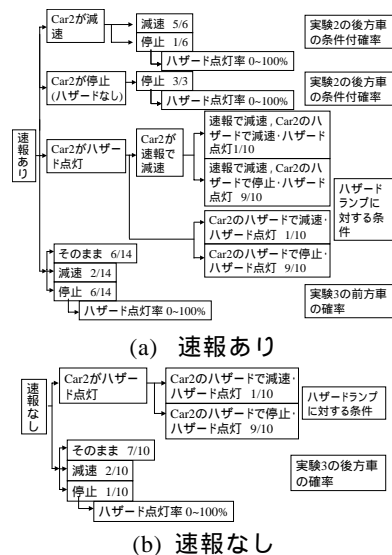 Car2が減
速
減速 5/6
停止 1/6
ハザード点灯率 0~100%
実験2の後方車
の条件付確率
Car2が停止
(ハザードなし)
停止 3/3
ハザード点灯率 0~100%
実験2の後方車
の条件付確率
速報あり
Car2がハザード
点灯
Car2が
速報で
減速
速報で減速,Car2のハ
ザードで減速・ハザード
点灯1/10
速報で減速,Car2のハ
ザードで停止・ハザード
点灯 9/10
Car2のハザードで減速・
ハザード点灯 1/10
Car2のハザードで停止・
ハザード点灯 9/10
ハザード
ランプに
対する条
件
そのまま 6/14
減速 2/14
停止 6/14
ハザード点灯率 0~100%
実験3の前方車
の確率
(a) 速報あり
速報なし
Car2がハザー
ド点灯
Car2のハザードで減速・
ハザード点灯 1/10
Car2のハザードで停止・
ハザード点灯 9/10
ハザードランプ
に対する条件
そのまま 7/10
減速 2/10
停止 1/10
ハザード点灯率 0~100%
実験3の後方車
の確率
(b) 速報なし